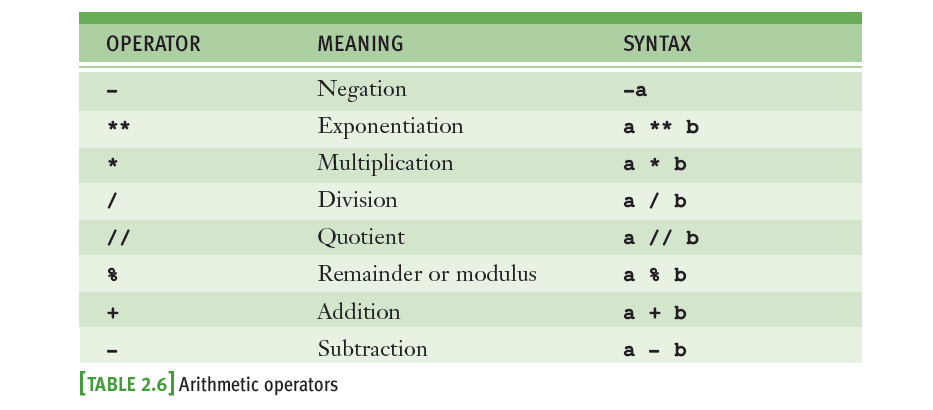 OPERATOR MEANING SYNTAX
– Negation –a
** Exponentiation a ** b
* Multiplication a * b
/ Division a / b
// Quotient a // b
% Remainder or modulus a % b
+ Addition a + b
– Subtraction a – b
[TABLE 2.6] Arithmetic operators